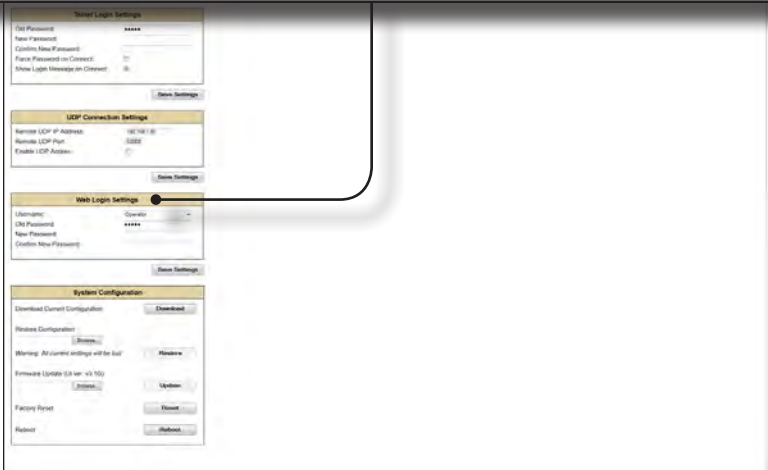 Telnet Login Settings
Old Password: •••••
New Password:
Confirm New Password:
Force Password on Connect:
Show Login Message on Connect:
Save Settings
UDP Connection Settings
Remote UDP IP Address:
Remote UDP Port:
Enable UDP Access:
Save Settings
Web Login Settings
Username: Operator
Old Password: •••••
New Password:
Confirm New Password:
Save Settings
System Configuration
Download Current Configuration: Download
Restore Configuration:
Browse...
Warning: All current settings will be lost Restore
Firmware Update
Browse... Update
Factory Reset Reset
Reboot Reboot